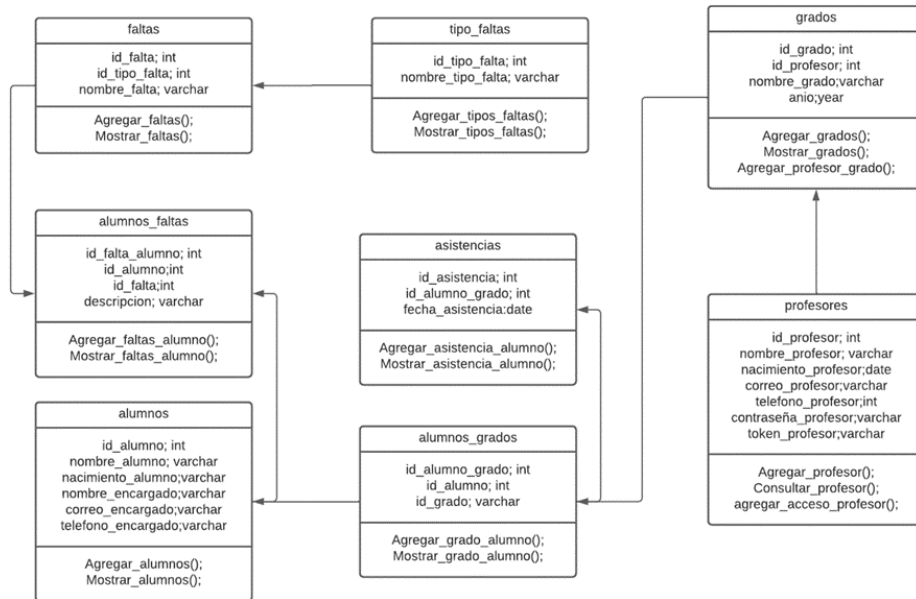 faltas
id_falta; int
id_tipo_falta; int
nombre_falta; varchar
Agregar_faltas();
Mostrar_faltas();
tipo_faltas
id_tipo_falta; int
nombre_tipo_falta; varchar
Agregar_tipos_faltas();
Mostrar_tipos_faltas();
grados
id_grado; int
id_profesor; int
nombre_grado;varchar
anio;year
Agregar_grados();
Mostrar_grados();
Agregar_profesor_grado();
alumnos_faltas
id_falta_alumno; int
id_alumno;int
id_falta;int
descripcion; varchar
Agregar_faltas_alumno();
Mostrar_faltas_alumno();
asistencias
id_asistencia; int
id_alumno_grado; int
fecha_asistencia:date
Agregar_asistencia_alumno();
Mostrar_asistencia_alumno();
profesores
id_profesor; int
nombre_profesor; varchar
nacimiento_profesor;date
correo_profesor;varchar
telefono_profesor;int
contraseña_profesor;varchar
token_profesor;varchar
Agregar_profesor();
Consultar_profesor();
agregar_acceso_profesor();
alumnos
id_alumno; int
nombre_alumno; varchar
nacimiento_alumno;varchar
nombre_encargado;varchar
correo_encargado;varchar
telefono_encargado;varchar
Agregar_alumnos();
Mostrar_alumnos();
alumnos_grados
id_alumno_grado; int
id_alumno; int
id_grado; varchar
Agregar_grado_alumno();
Mostrar_grado_alumno();